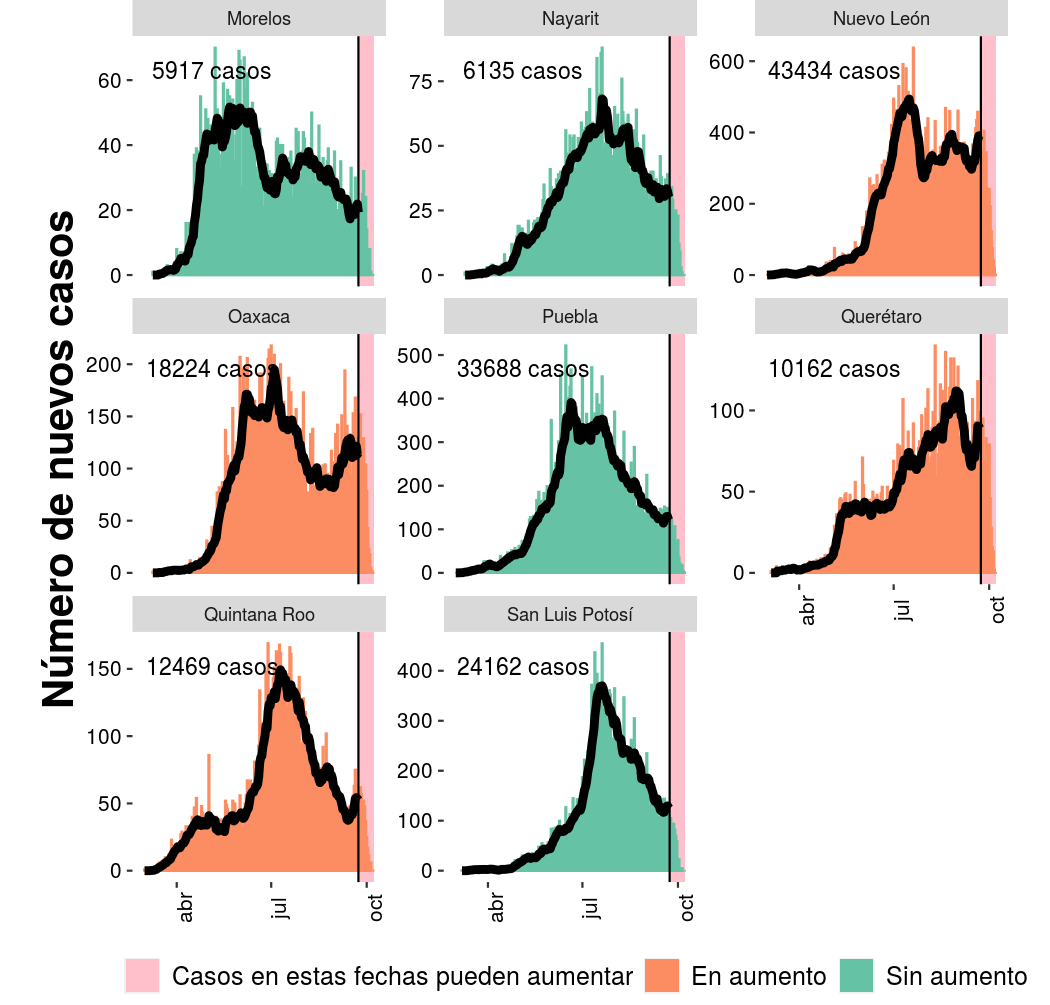 Número de nuevos casos
Morelos
5917 casos
60
40
20
0
Nayarit
6135 casos
75
50
25
0
Nuevo León
43434 casos
600
400
200
0
Oaxaca
18224 casos
200
150
100
50
0
Puebla
33688 casos
500
400
300
200
100
0
Querétaro
10162 casos
100
50
0
abr
jul
oct
Quintana Roo
12469 casos
150
100
50
0
abr
jul
oct
San Luis Potosí
24162 casos
400
300
200
100
0
abr
jul
oct
Casos en estas fechas pueden aumentar
En aumento
Sin aumento